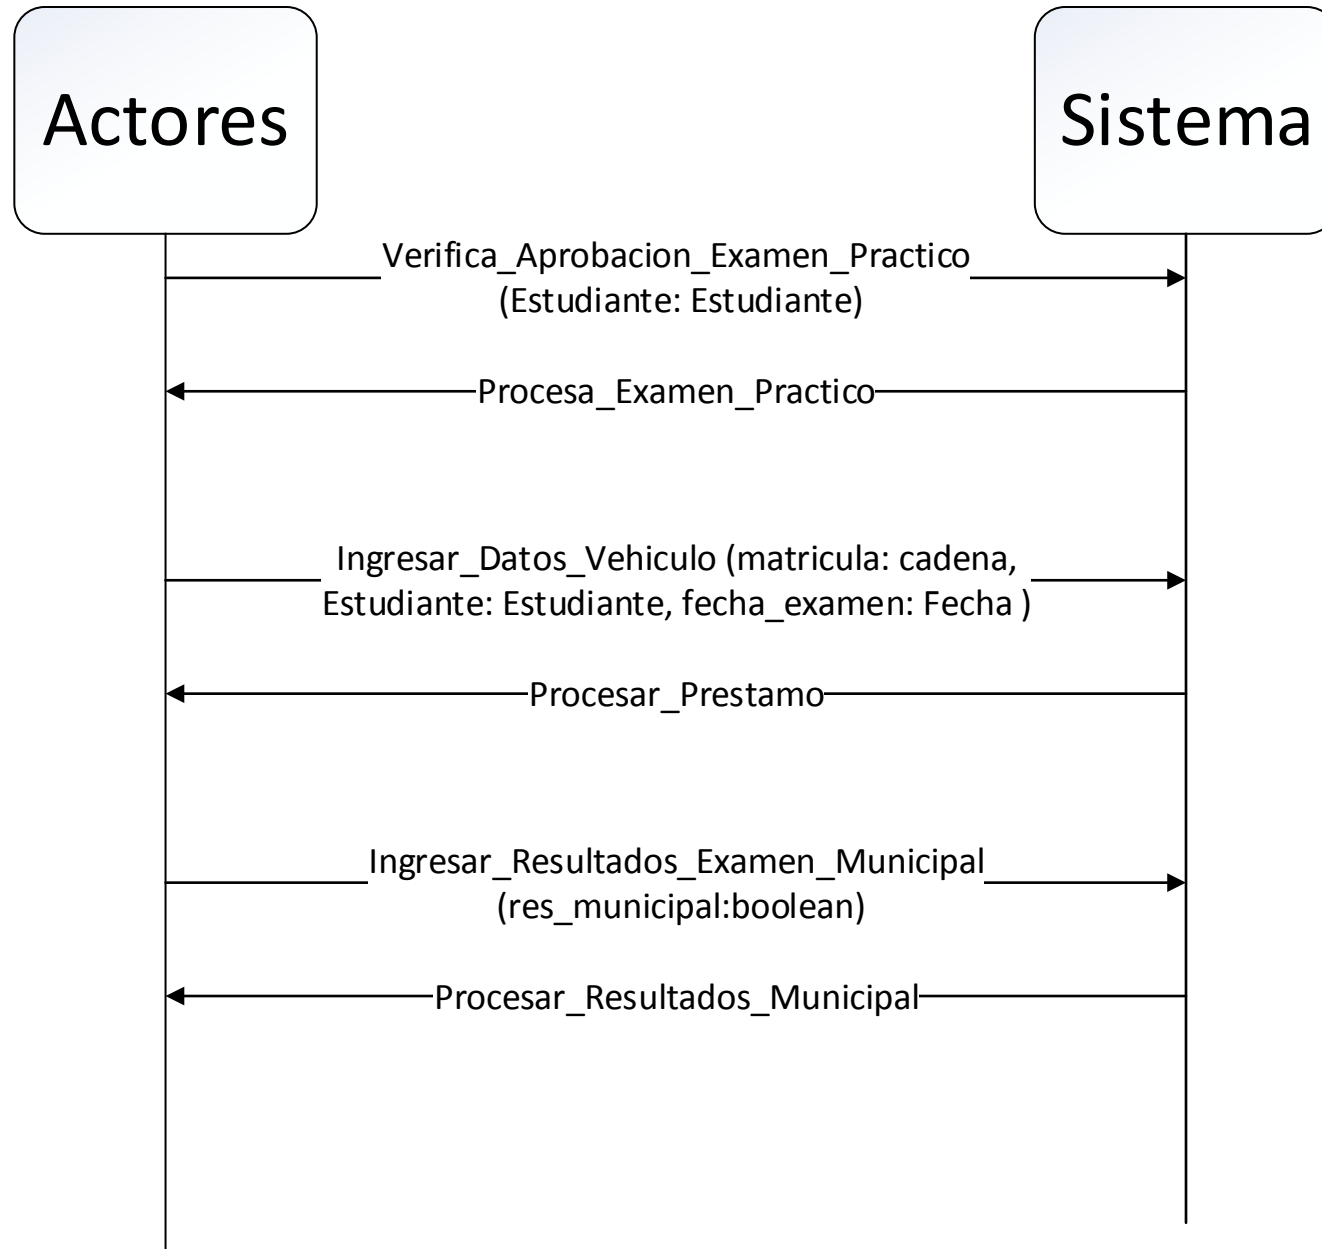 Actores
Sistema
Verifica_Aprobacion_Examen_Practico
(Estudiante: Estudiante)
Procesa_Examen_Practico
Ingresar_Datos_Vehiculo (matricula: cadena,
Estudiante: Estudiante, fecha_examen: Fecha )
Procesar_Prestamo
Ingresar_Resultados_Examen_Municipal
(res_municipal:boolean)
Procesar_Resultados_Municipal